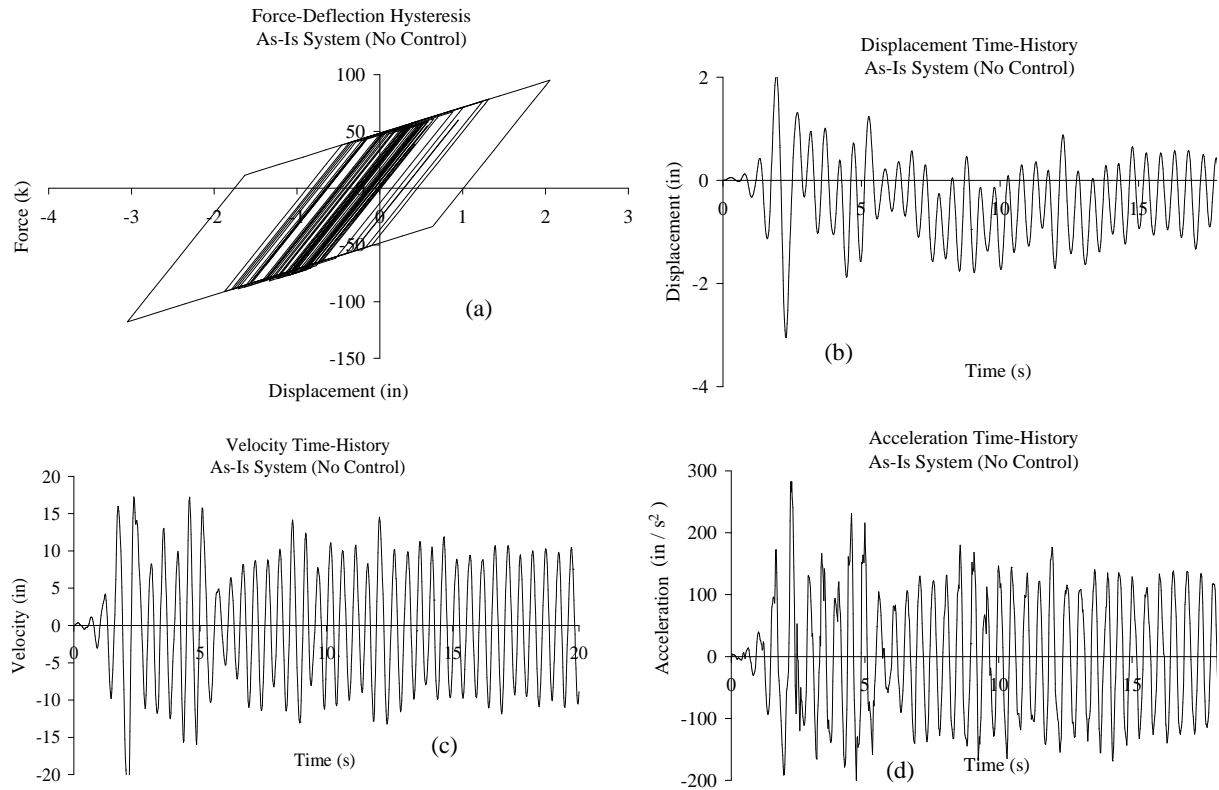 Force-Deflection Hysteresis
As-Is System (No Control)
100
50
0
-50
-100
-150
-4
-3
-2
-1
0
1
2
3
Force (k)
Displacement (in)
(a)
Displacement Time-History
As-Is System (No Control)
2
0
-2
-4
0
5
10
15
Displacement (in)
Time (s)
(b)
Velocity Time-History
As-Is System (No Control)
20
15
10
5
0
-5
-10
-15
-20
0
5
10
15
20
Velocity (in)
Time (s)
(c)
Acceleration Time-History
As-Is System (No Control)
300
200
100
0
-100
-200
0
5
10
15
Acceleration (in / s²)
Time (s)
(d)